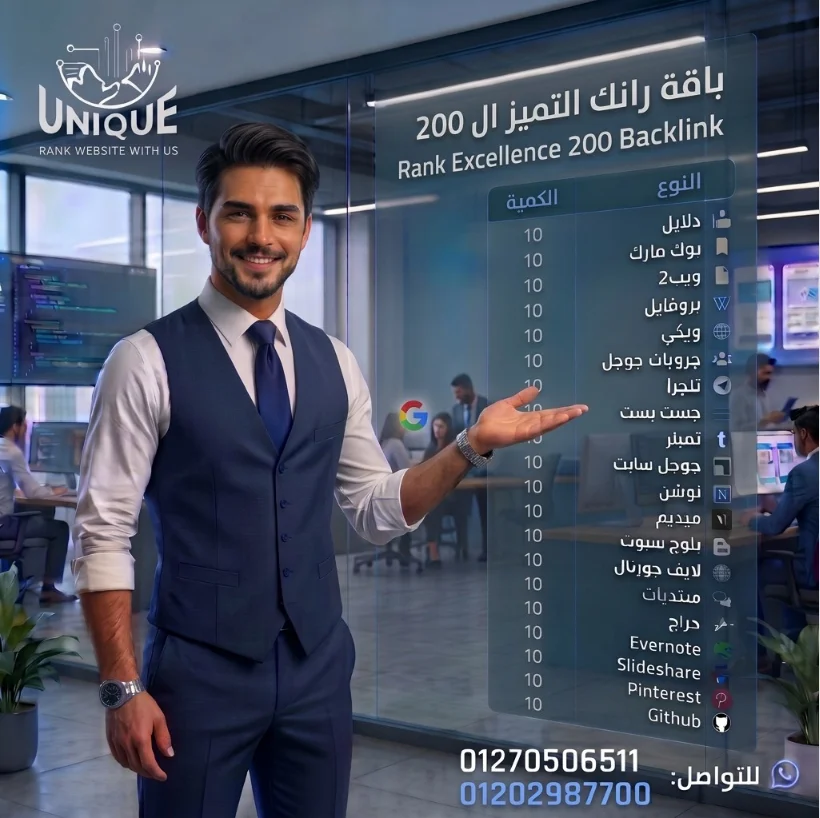 UNIQUE
RANK WEBSITE WITH US
باقة رانك التميز ال 200
Rank Excellence 200 Backlink
النوع الكمية
دلايل 10
بوك مارك 10
ويب2 10
بروفايل 10
ويكي 10
جروبات جوجل 10
تلجرا 10
جست بست 10
تمبلر 10
جوجل سايت 10
نوشن 10
ميديم 10
بلوج سبوت 10
لايف جورنال 10
منتديات 10
حراج 10
Evernote 10
Slideshare 10
Pinterest 10
Github 10
للتواصل: 01270506511
01202987700